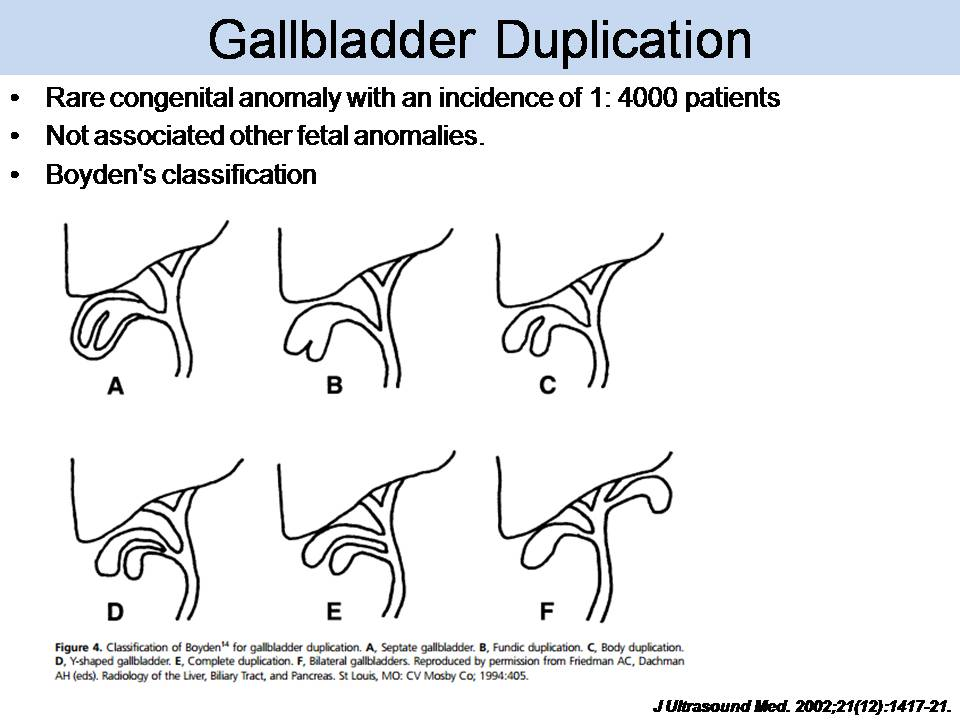 Gallbladder Duplication
• Rare congenital anomaly with an incidence of 1: 4000 patients
• Not associated other fetal anomalies.
• Boyden's classification
A B C
D E F
Figure 4. Classification of Boyden14 for gallbladder duplication. A, Septate gallbladder. B, Fundic duplication. C, Body duplication.
D, Y-shaped gallbladder. E, Complete duplication. F, Bilateral gallbladders. Reproduced by permission from Friedman AC, Dachman
AH (eds). Radiology of the Liver, Biliary Tract, and Pancreas. St Louis, MO: CV Mosby Co; 1994:405.
J Ultrasound Med. 2002;21(12):1417-21.